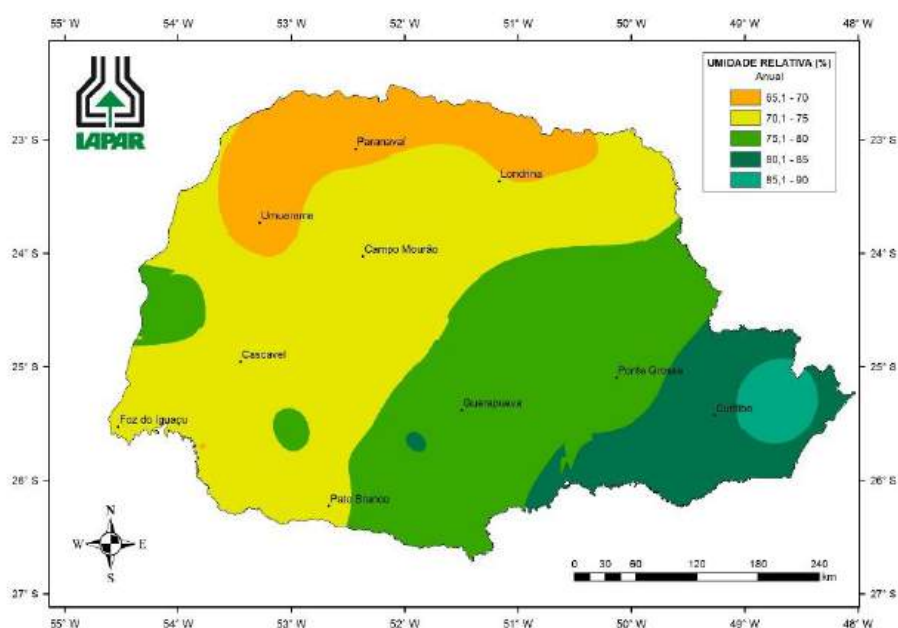 55° W 54° W 53° W 52° W 51° W 50° W 49° W 48° W
IAPAR
UMIDADE RELATIVA (%)
Anual
65,1 - 70
70,1 - 75
75,1 - 80
80,1 - 85
85,1 - 90
23° S 23° S
Paranavaí
Londrina
Umuarama
24° S 24° S
Campo Mourão
Cascavel
25° S 25° S
Ponta Grossa
Guarapuava
Curitiba
Foz do Iguaçu
26° S 26° S
Pato Branco
N
W E
S
0 30 60 120 180 240
km
27° S 27° S
55° W 54° W 53° W 52° W 51° W 50° W 49° W 48° W